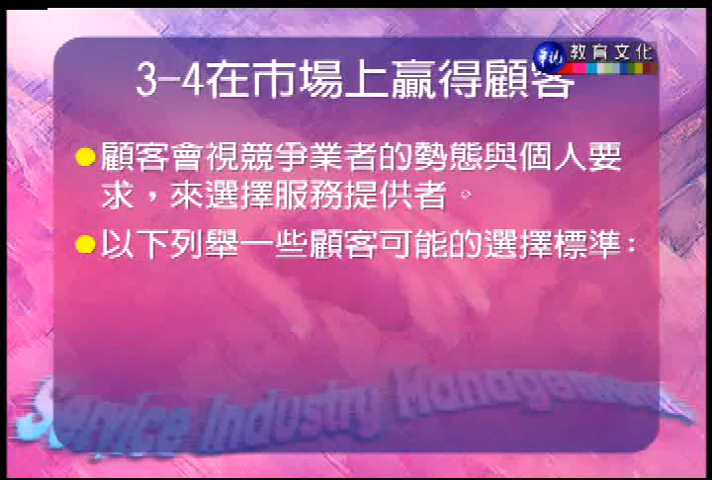 華視 教育文化
3-4在市場上贏得顧客
●顧客會視競爭業者的勢態與個人要
求，來選擇服務提供者。
●以下列舉一些顧客可能的選擇標準：
Service Industry Management